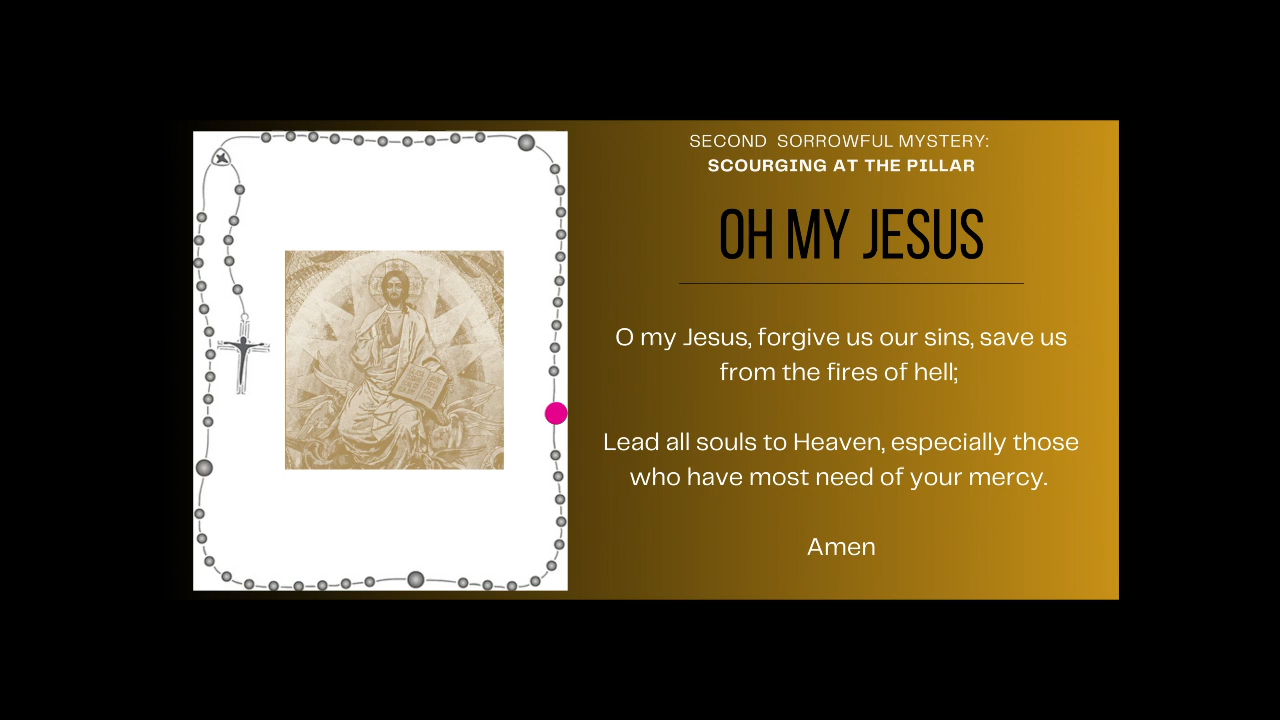 SECOND SORROWFUL MYSTERY:
SCOURGING AT THE PILLAR
OH MY JESUS
O my Jesus, forgive us our sins, save us
from the fires of hell;
Lead all souls to Heaven, especially those
who have most need of your mercy.
Amen